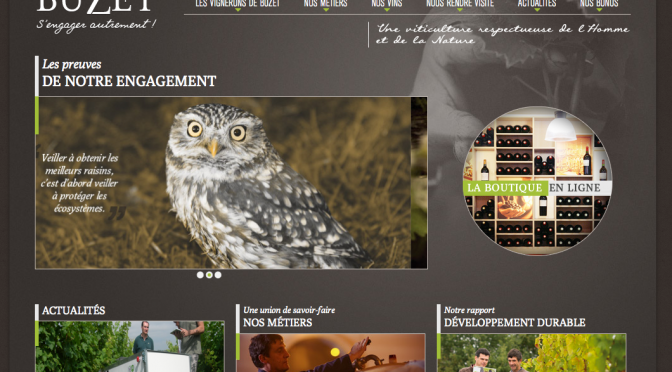 BUZET
S'engager autrement !
LES VIGNERONS DE BUZET NOS MÉTIERS NOS VINS NOUS RENDRE VISITE ACTUALITÉS NOS BONUS
Une viticulture respectueuse de l'Homme
et de la Nature
Les preuves
DE NOTRE ENGAGEMENT
Veiller à obtenir les
meilleurs raisins,
c'est d'abord veiller
à protéger les
écosystèmes.
LA BOUTIQUE EN LIGNE
ACTUALITÉS
Une union de savoir-faire
NOS MÉTIERS
Notre rapport
DÉVELOPPEMENT DURABLE